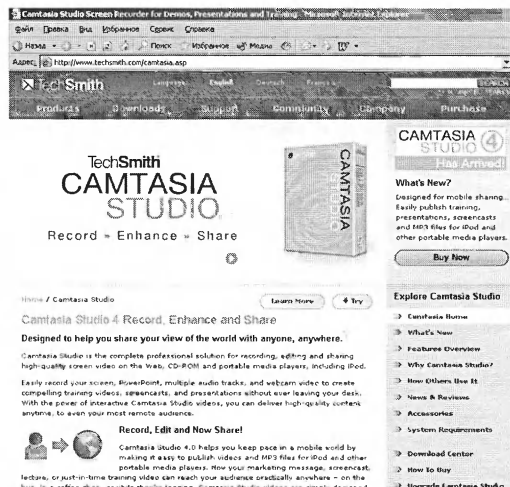 Camtasia Studio Screen Recorder for Demos, Presentations and Training - Microsoft Internet Explorer
Файл Правка Вид Избранное Сервис Справка
Назад Поиск Избранное Медиа
Адрес: http://www.techsmith.com/camtasia.asp
TechSmith
Language: English Deutsch Français
Products Downloads Support Community Company Purchase
TechSmith
CAMTASIA
STUDIO
Record - Enhance - Share
CAMTASIA
STUDIO
CAMTASIA
STUDIO 4
Has Arrived!
What's New?
Designed for mobile sharing.
Easily publish training,
presentations, screencasts
and MP3 files for iPod and
other portable media players.
Buy Now
Home / Camtasia Studio
Learn More
Try
Camtasia Studio 4 Record, Enhance and Share
Designed to help you share your view of the world with anyone, anywhere.
Camtasia Studio is the complete professional solution for recording, editing and sharing
high-quality screen video on the Web, CD-ROM and portable media players, including iPod.
Easily record your screen, PowerPoint, multiple audio tracks, and webcam video to create
compelling training videos, screencasts, and presentations without ever leaving your desk.
With the power of interactive Camtasia Studio videos, you can deliver high-quality content
anytime, to even your most remote audience.
Record, Edit and Now Share!
Camtasia Studio 4.0 helps you keep pace in a mobile world by
making it easy to publish videos and MP3 files for iPod and other
portable media players. Now your marketing message, screencast,
lecture, or just-in-time training video can reach your audience practically anywhere - on the
Explore Camtasia Studio
Camtasia Home
What's New
Features Overview
Why Camtasia Studio?
How Others Use It
News & Reviews
Accessories
System Requirements
Download Center
How To Buy
Upgrade Camtasia Studio